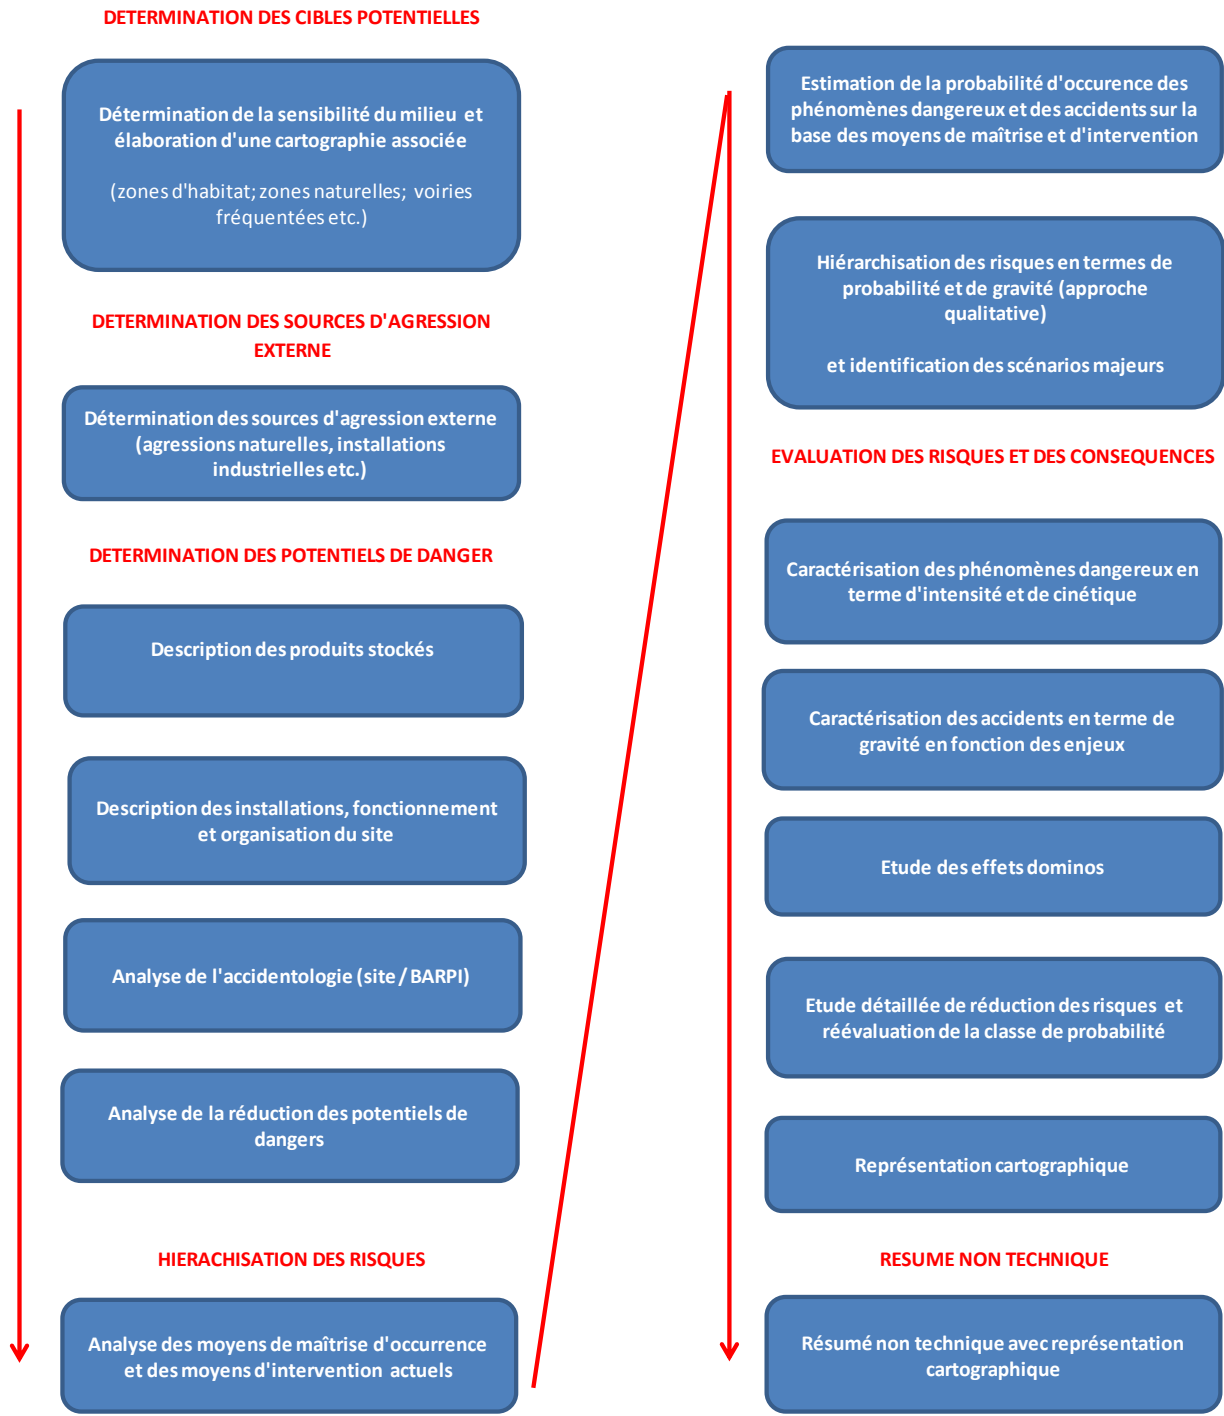 DETERMINATION DES CIBLES POTENTIELLES
Détermination de la sensibilité du milieu et
élaboration d'une cartographie associée
(zones d'habitat; zones naturelles; voiries
fréquentées etc.)
DETERMINATION DES SOURCES D'AGRESSION
EXTERNE
Détermination des sources d'agression externe
(agressions naturelles, installations
industrielles etc.)
DETERMINATION DES POTENTIELS DE DANGER
Description des produits stockés
Description des installations, fonctionnement
et organisation du site
Analyse de l'accidentologie (site / BARPI)
Analyse de la réduction des potentiels de
dangers
HIERACHISATION DES RISQUES
Analyse des moyens de maîtrise d'occurrence
et des moyens d'intervention actuels
Estimation de la probabilité d'occurence des
phénomènes dangereux et des accidents sur la
base des moyens de maîtrise et d'intervention
Hiérarchisation des risques en termes de
probabilité et de gravité (approche
qualitative)
et identification des scénarios majeurs
EVALUATION DES RISQUES ET DES CONSEQUENCES
Caractérisation des phénomènes dangereux en
terme d'intensité et de cinétique
Caractérisation des accidents en terme de
gravité en fonction des enjeux
Etude des effets dominos
Etude détaillée de réduction des risques et
réévaluation de la classe de probabilité
Représentation cartographique
RESUME NON TECHNIQUE
Résumé non technique avec représentation
cartographique